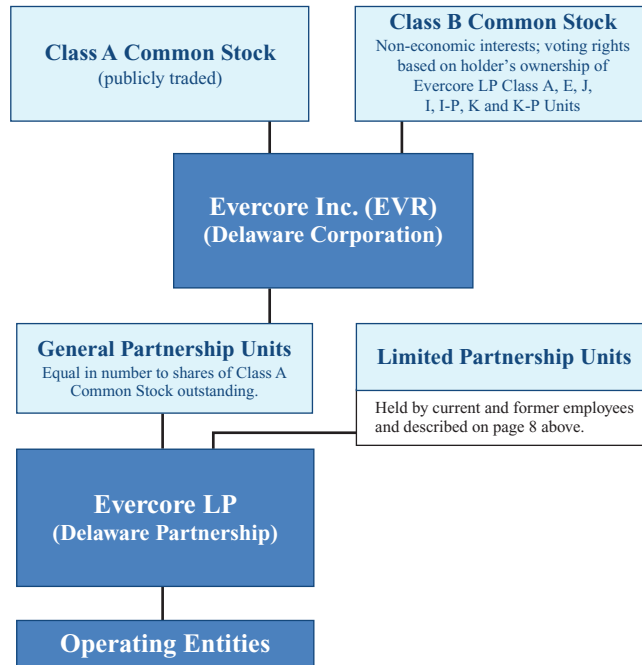 Class A Common Stock
(publicly traded)
Class B Common Stock
Non-economic interests; voting rights
based on holder’s ownership of
Evercore LP Class A, E, J,
I, I-P, K and K-P Units
Evercore Inc. (EVR)
(Delaware Corporation)
General Partnership Units
Equal in number to shares of Class A
Common Stock outstanding.
Limited Partnership Units
Held by current and former employees
and described on page 8 above.
Evercore LP
(Delaware Partnership)
Operating Entities